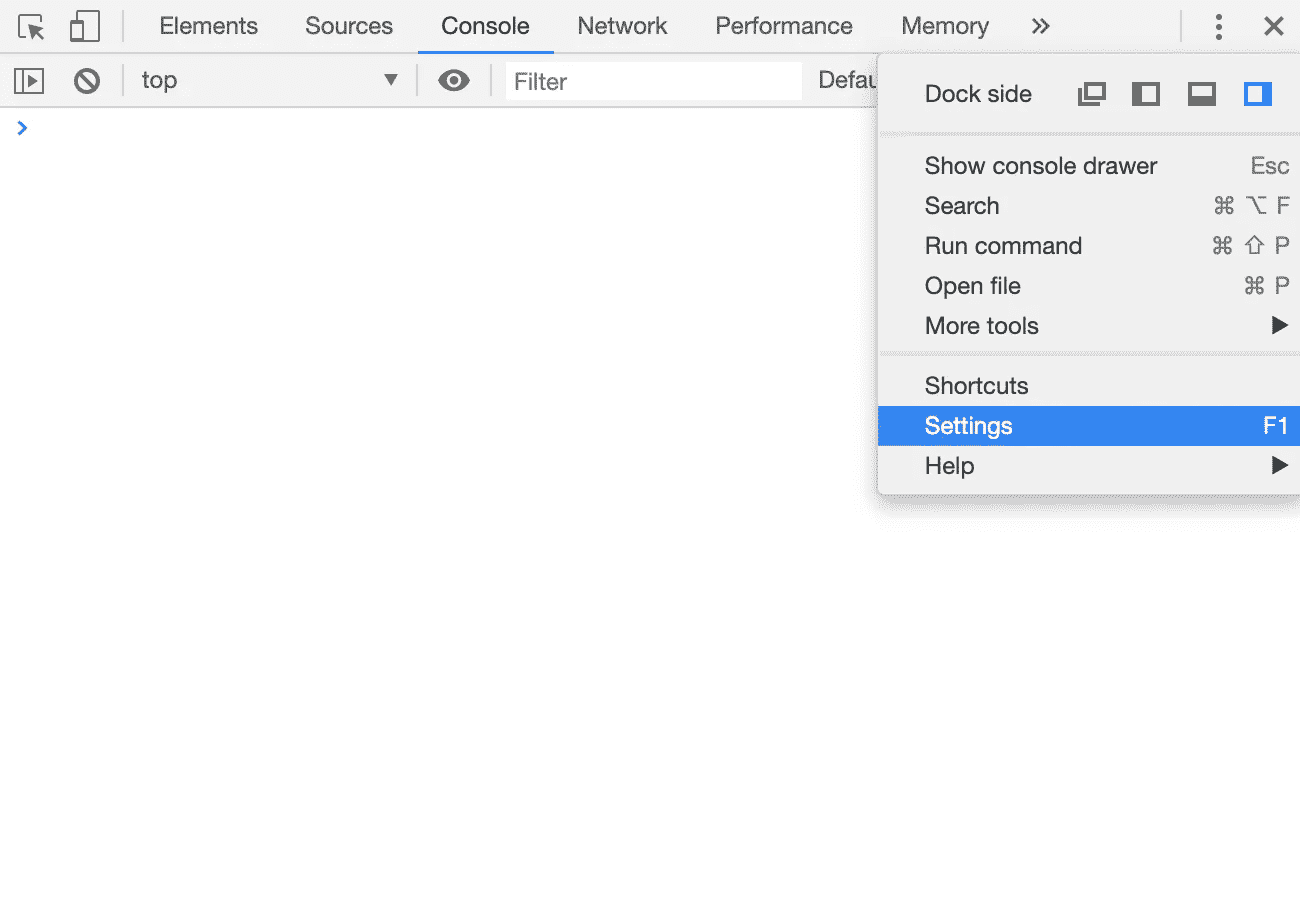 Elements Sources Console Network Performance Memory »
top ▼ Filter Defau
Dock side
Show console drawer Esc
Search ⌘ ⌥ F
Run command ⌘ ⇧ P
Open file ⌘ P
More tools ▶
Shortcuts
Settings F1
Help ▶